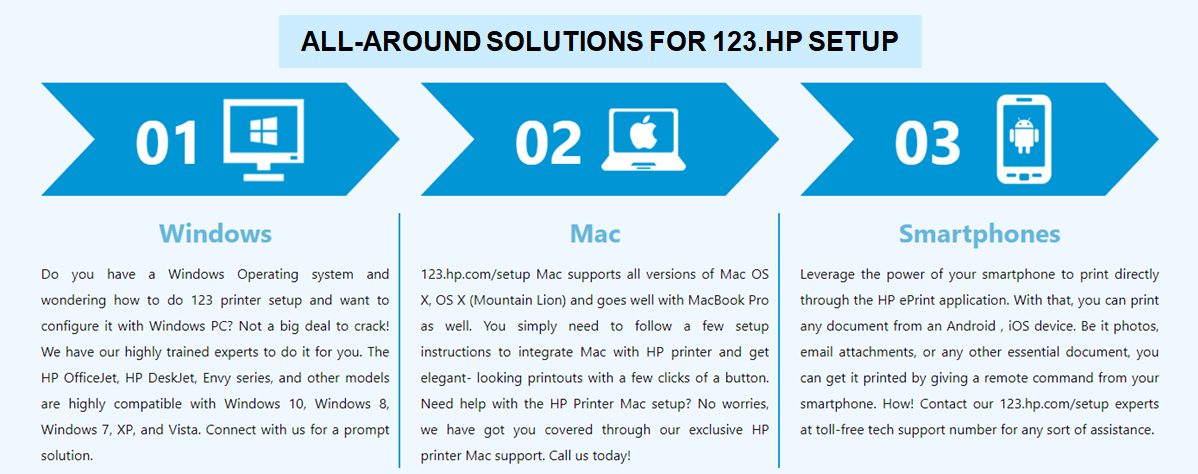 ALL-AROUND SOLUTIONS FOR 123.HP SETUP
01
02
03
Windows
Do you have a Windows Operating system and
wondering how to do 123 printer setup and want to
configure it with Windows PC? Not a big deal to crack!
We have our highly trained experts to do it for you. The
HP OfficeJet, HP DeskJet, Envy series, and other models
are highly compatible with Windows 10, Windows 8,
Windows 7, XP, and Vista. Connect with us for a prompt
solution.
Mac
123.hp.com/setup Mac supports all versions of Mac OS
X, OS X (Mountain Lion) and goes well with MacBook Pro
as well. You simply need to follow a few setup
instructions to integrate Mac with HP printer and get
elegant- looking printouts with a few clicks of a button.
Need help with the HP Printer Mac setup? No worries,
we have got you covered through our exclusive HP
printer Mac support. Call us today!
Smartphones
Leverage the power of your smartphone to print directly
through the HP ePrint application. With that, you can print
any document from an Android , iOS device. Be it photos,
email attachments, or any other essential document, you
can get it printed by giving a remote command from your
smartphone. How! Contact our 123.hp.com/setup experts
at toll-free tech support number for any sort of assistance.